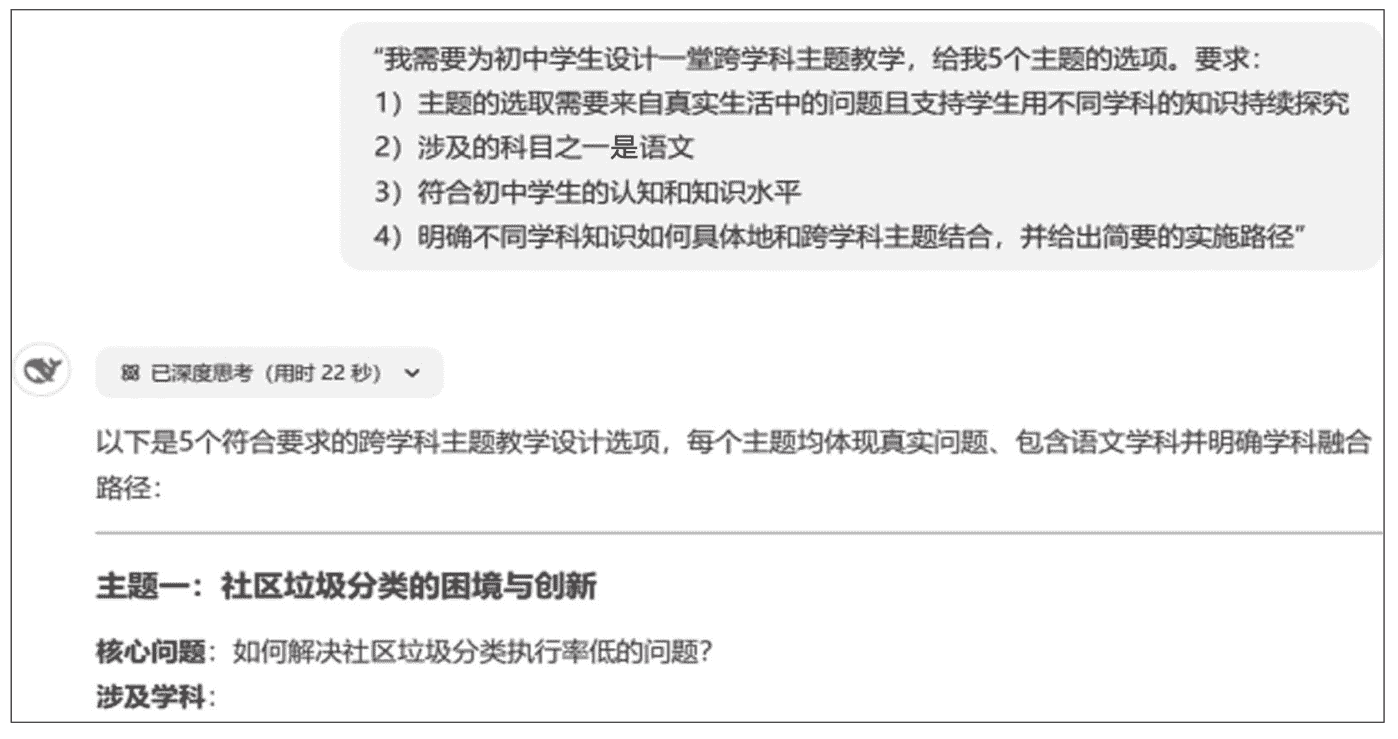 “我需要为初中学生设计一堂跨学科主题教学，给我5个主题的选项。要求：
1）主题的选取需要来自真实生活中的问题且支持学生用不同学科的知识持续探究
2）涉及的科目之一是语文
3）符合初中学生的认知和知识水平
4）明确不同学科知识如何具体地和跨学科主题结合，并给出简要的实施路径”
已深度思考（用时 22 秒）
以下是5个符合要求的跨学科主题教学设计选项，每个主题均体现真实问题、包含语文学科并明确学科融合
路径：
主题一：社区垃圾分类的困境与创新
核心问题：如何解决社区垃圾分类执行率低的问题？
涉及学科：